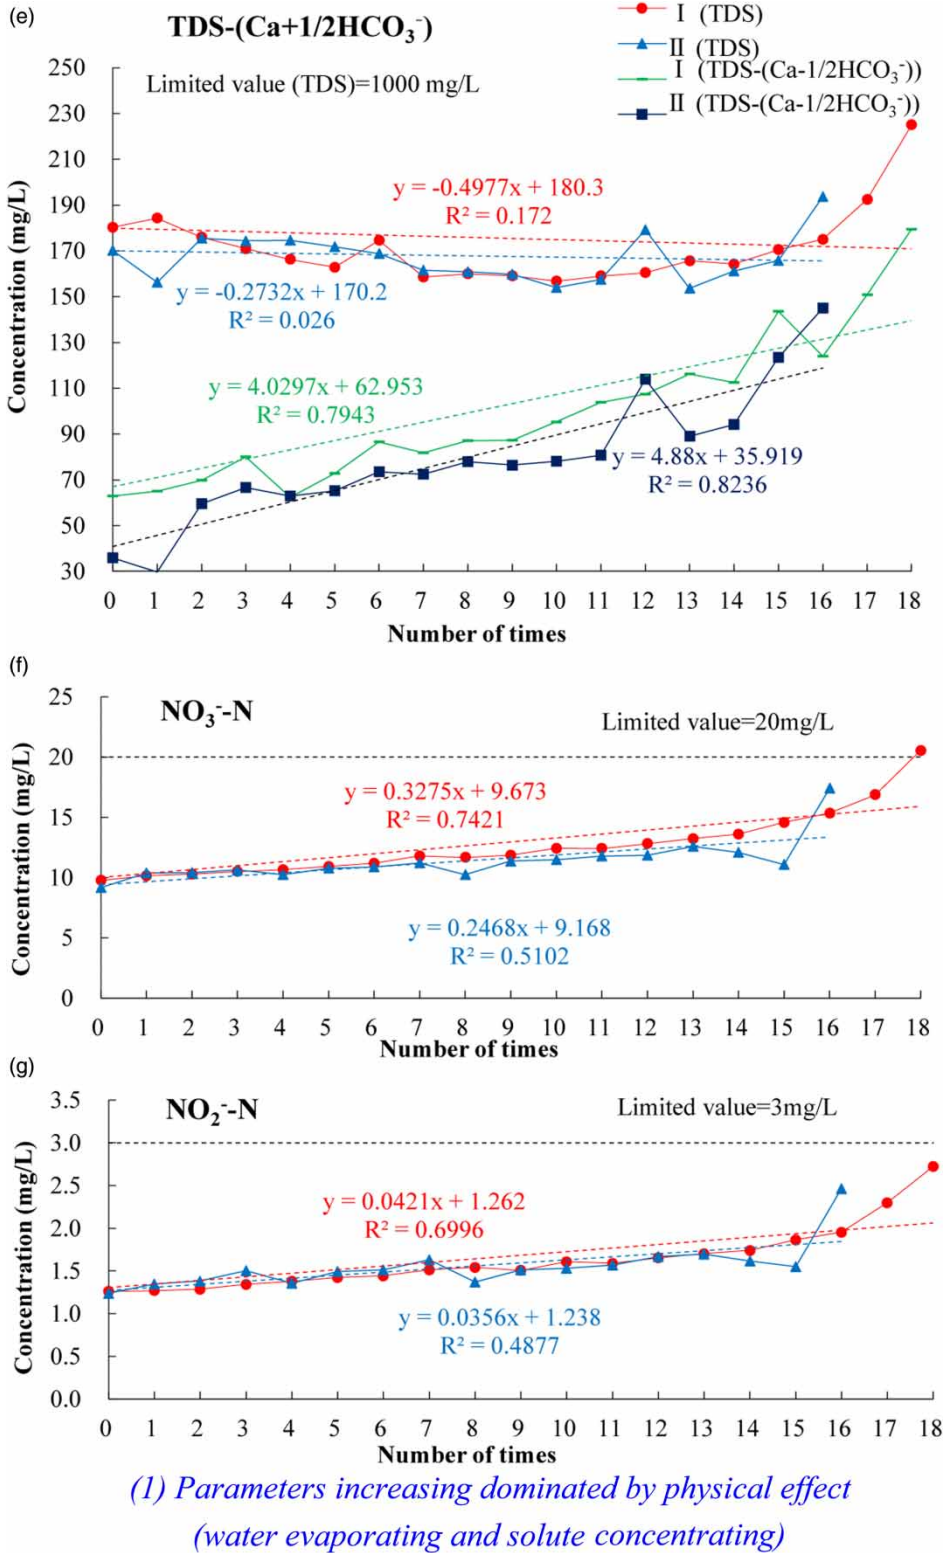 (e)
TDS-(Ca+1/2HCO₃⁻)
Limited value (TDS)=1000 mg/L
I (TDS)
II (TDS)
I (TDS-(Ca-1/2HCO₃⁻))
II (TDS-(Ca-1/2HCO₃⁻))
Concentration (mg/L)
250
230
210
190
170
150
130
110
90
70
50
30
y = -0.4977x + 180.3
R² = 0.172
y = -0.2732x + 170.2
R² = 0.026
y = 4.0297x + 62.953
R² = 0.7943
y = 4.88x + 35.919
R² = 0.8236
0 1 2 3 4 5 6 7 8 9 10 11 12 13 14 15 16 17 18
Number of times
(f)
NO₃⁻-N
Limited value=20mg/L
Concentration (mg/L)
25
20
15
10
5
0
y = 0.3275x + 9.673
R² = 0.7421
y = 0.2468x + 9.168
R² = 0.5102
0 1 2 3 4 5 6 7 8 9 10 11 12 13 14 15 16 17 18
Number of times
(g)
NO₂⁻-N
Limited value=3mg/L
Concentration (mg/L)
3.5
3.0
2.5
2.0
1.5
1.0
0.5
0.0
y = 0.0421x + 1.262
R² = 0.6996
y = 0.0356x + 1.238
R² = 0.4877
0 1 2 3 4 5 6 7 8 9 10 11 12 13 14 15 16 17 18
Number of times
(1) Parameters increasing dominated by physical effect
(water evaporating and solute concentrating)